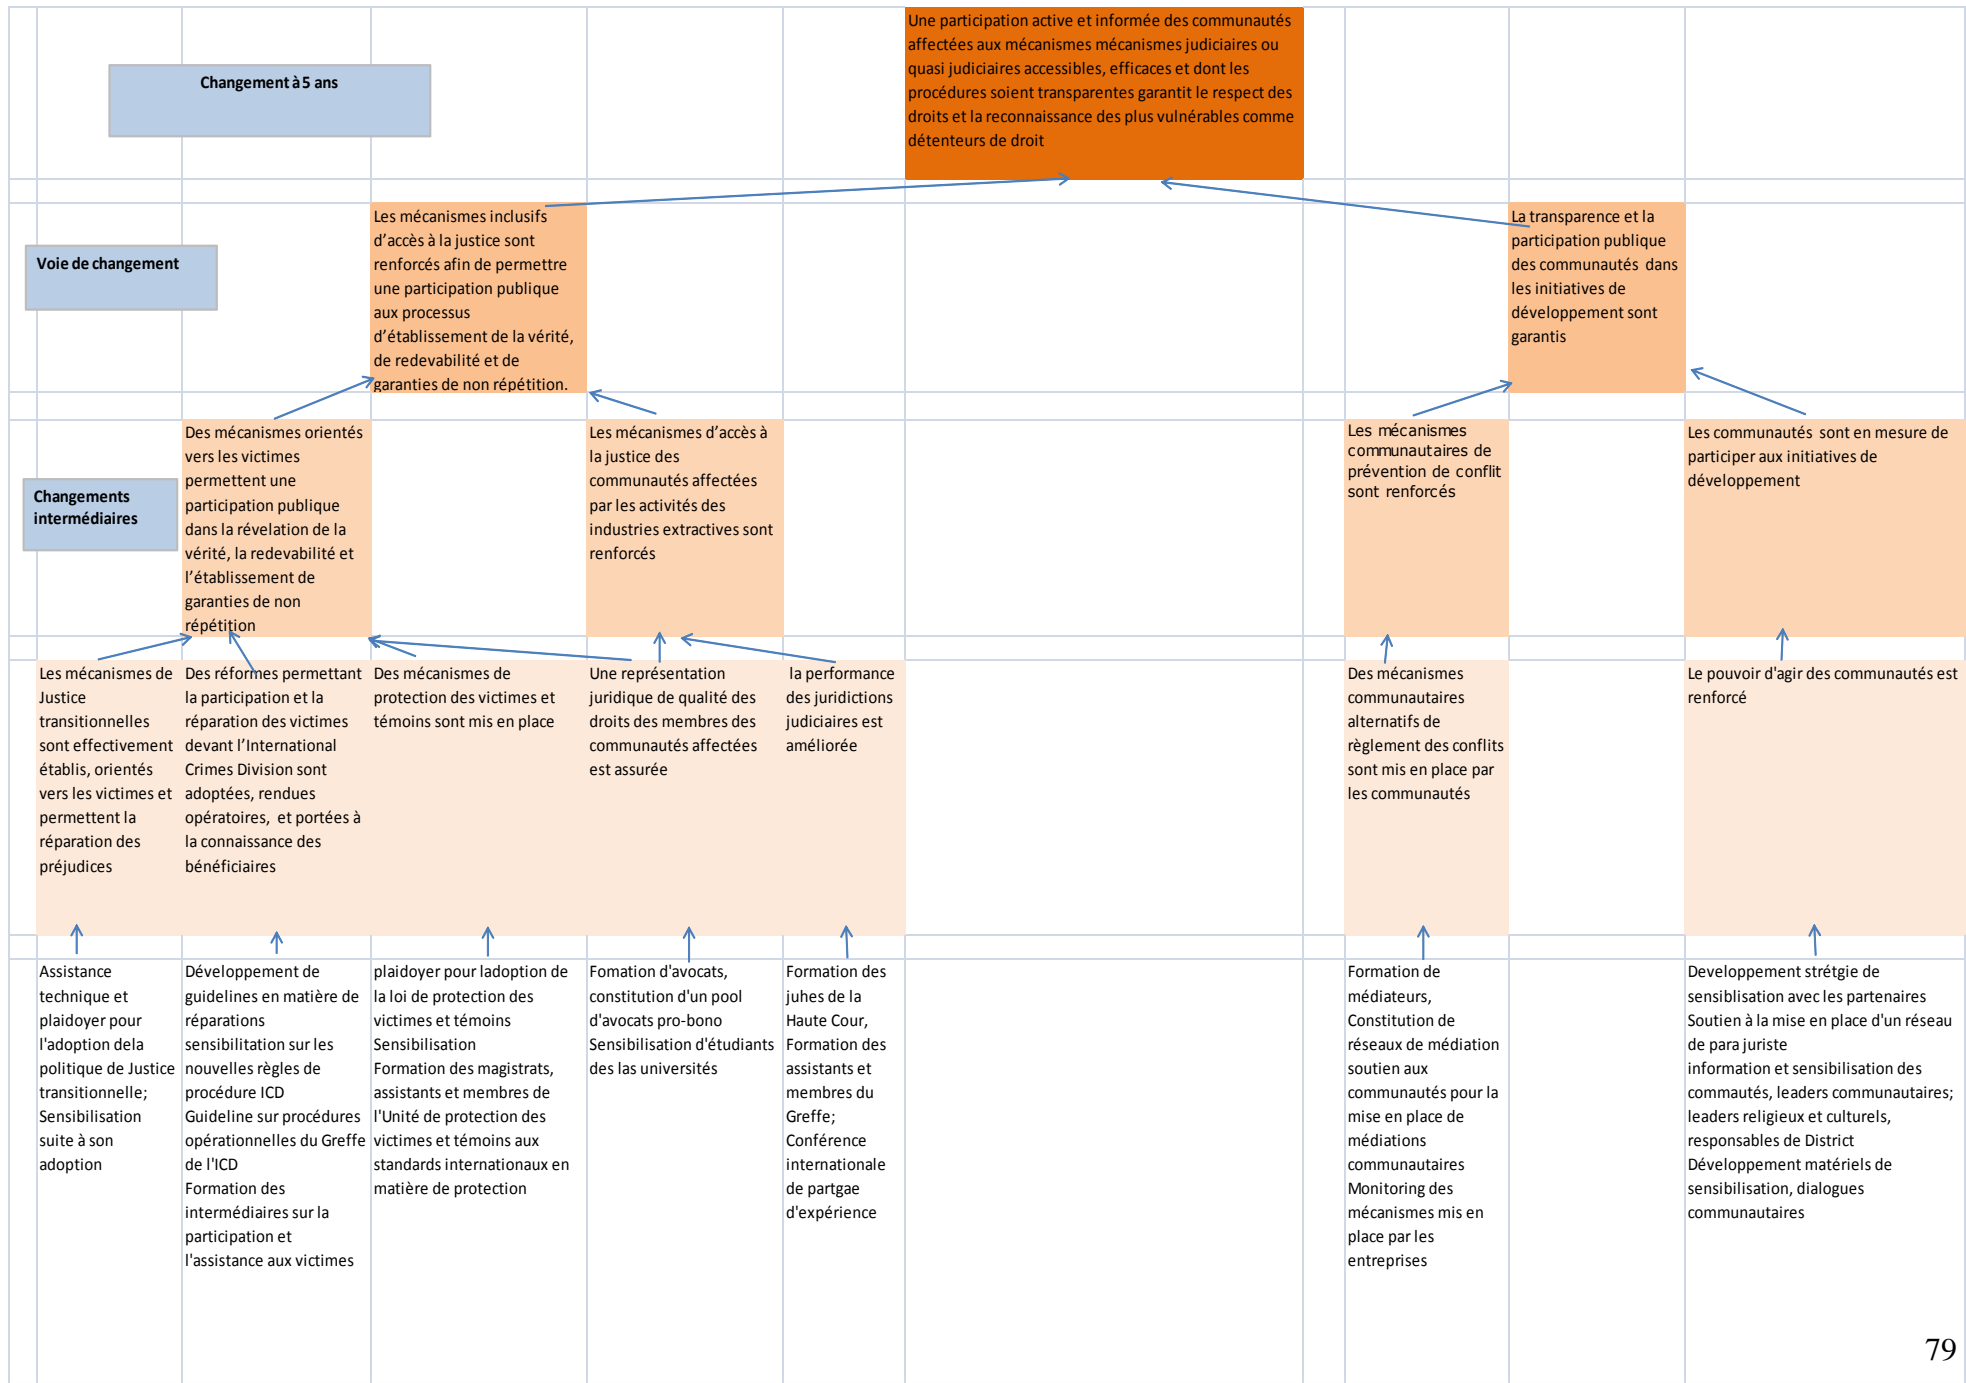 Changement à 5 ans
Une participation active et informée des communautés
affectées aux mécanismes mécanismes judiciaires ou
quasi judiciaires accessibles, efficaces et dont les
procédures soient transparentes garantit le respect des
droits et la reconnaissance des plus vulnérables comme
détenteurs de droit
Voie de changement
Les mécanismes inclusifs
d’accès à la justice sont
renforcés afin de permettre
une participation publique
aux processus
d’établissement de la vérité,
de redevabilité et de
garanties de non répétition.
La transparence et la
participation publique
des communautés dans
les initiatives de
développement sont
garantis
Changements
intermédiaires
Des mécanismes orientés
vers les victimes
permettent une
participation publique
dans la révelation de la
vérité, la redevabilité et
l’établissement de
garanties de non
répétition
Les mécanismes d’accès à
la justice des
communautés affectées
par les activités des
industries extractives sont
renforcés
Les mécanismes
communautaires de
prévention de conflit
sont renforcés
Les communautés sont en mesure de
participer aux initiatives de
développement
Les mécanismes de
Justice
transitionnelles
sont effectivement
établis, orientés
vers les victimes et
permettent la
réparation des
préjudices
Des réformes permettant
la participation et la
réparation des victimes
devant l’International
Crimes Division sont
adoptées, rendues
opératoires, et portées à
la connaissance des
bénéficiaires
Des mécanismes de
protection des victimes et
témoins sont mis en place
Une représentation
juridique de qualité des
droits des membres des
communautés affectées
est assurée
la performance
des juridictions
judiciaires est
améliorée
Des mécanismes
communautaires
alternatifs de
règlement des conflits
sont mis en place par
les communautés
Le pouvoir d'agir des communautés est
renforcé
Assistance
technique et
plaidoyer pour
l'adoption dela
politique de Justice
transitionnelle;
Sensibilisation
suite à son
adoption
Développement de
guidelines en matière de
réparations
sensibilitation sur les
nouvelles règles de
procédure ICD
Guideline sur procédures
opérationnelles du Greffe
de l'ICD
Formation des
intermédiaires sur la
participation et
l'assistance aux victimes
plaidoyer pour ladoption de
la loi de protection des
victimes et témoins
Sensibilisation
Formation des magistrats,
assistants et membres de
l'Unité de protection des
victimes et témoins aux
standards internationaux en
matière de protection
Fomation d'avocats,
constitution d'un pool
d'avocats pro-bono
Sensibilisation d'étudiants
des las universités
Formation des
juhes de la
Haute Cour,
Formation des
assistants et
membres du
Greffe;
Conférence
internationale
de partgae
d'expérience
Formation de
médiateurs,
Constitution de
réseaux de médiation
soutien aux
communautés pour la
mise en place de
médiations
communautaires
Monitoring des
mécanismes mis en
place par les
entreprises
Developpement strétgie de
sensiblisation avec les partenaires
Soutien à la mise en place d'un réseau
de para juriste
information et sensibilisation des
commautés, leaders communautaires;
leaders religieux et culturels,
responsables de District
Développement matériels de
sensibilisation, dialogues
communautaires
79